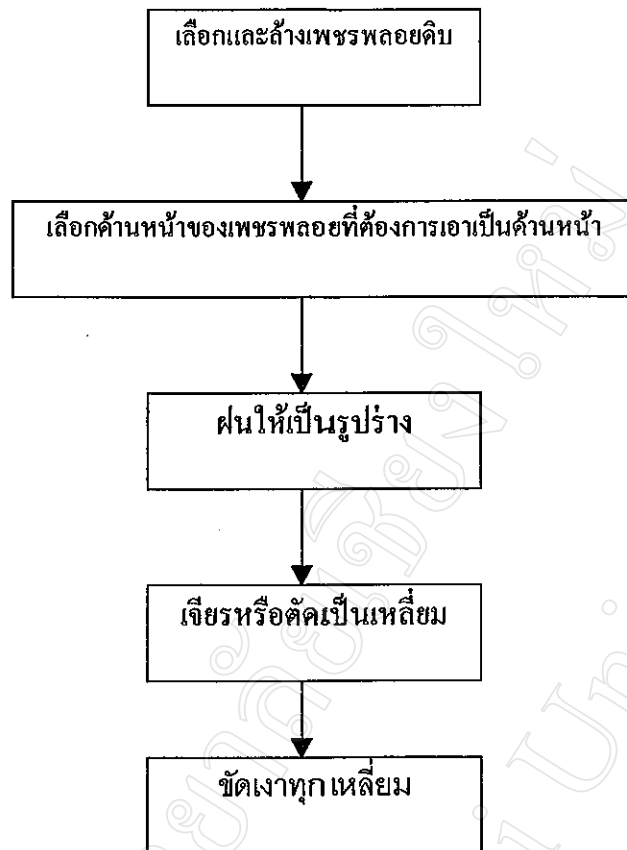 เลือกและล้างเพชรพลอยดิบ
เลือกด้านหน้าของเพชรพลอยที่ต้องการเอาเป็นด้านหน้า
ฝนให้เป็นรูปร่าง
เจียรหรือตัดเป็นเหลี่ยม
ขัดเงาทุกเหลี่ยม